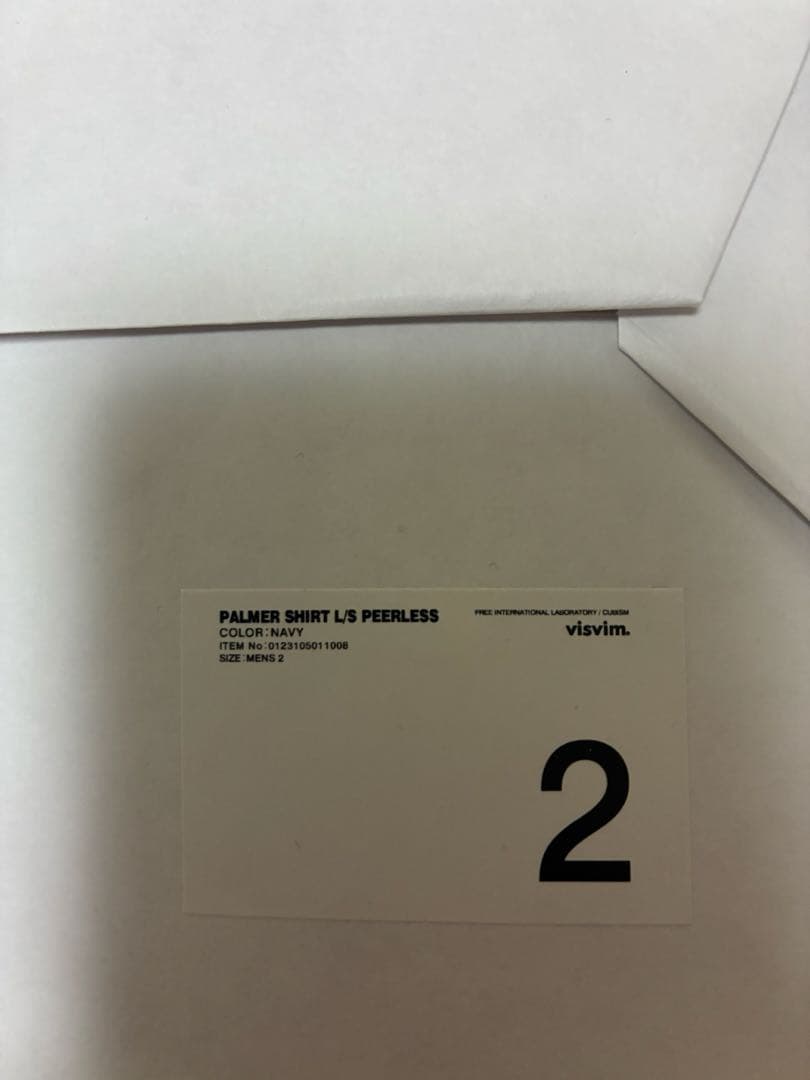 PALMER SHIRT L/S PEERLESS
COLOR:NAVY
ITEM No:0123105011008
SIZE:MENS 2
FREE INTERNATIONAL LABORATORY / CUBISM
visvim.
2